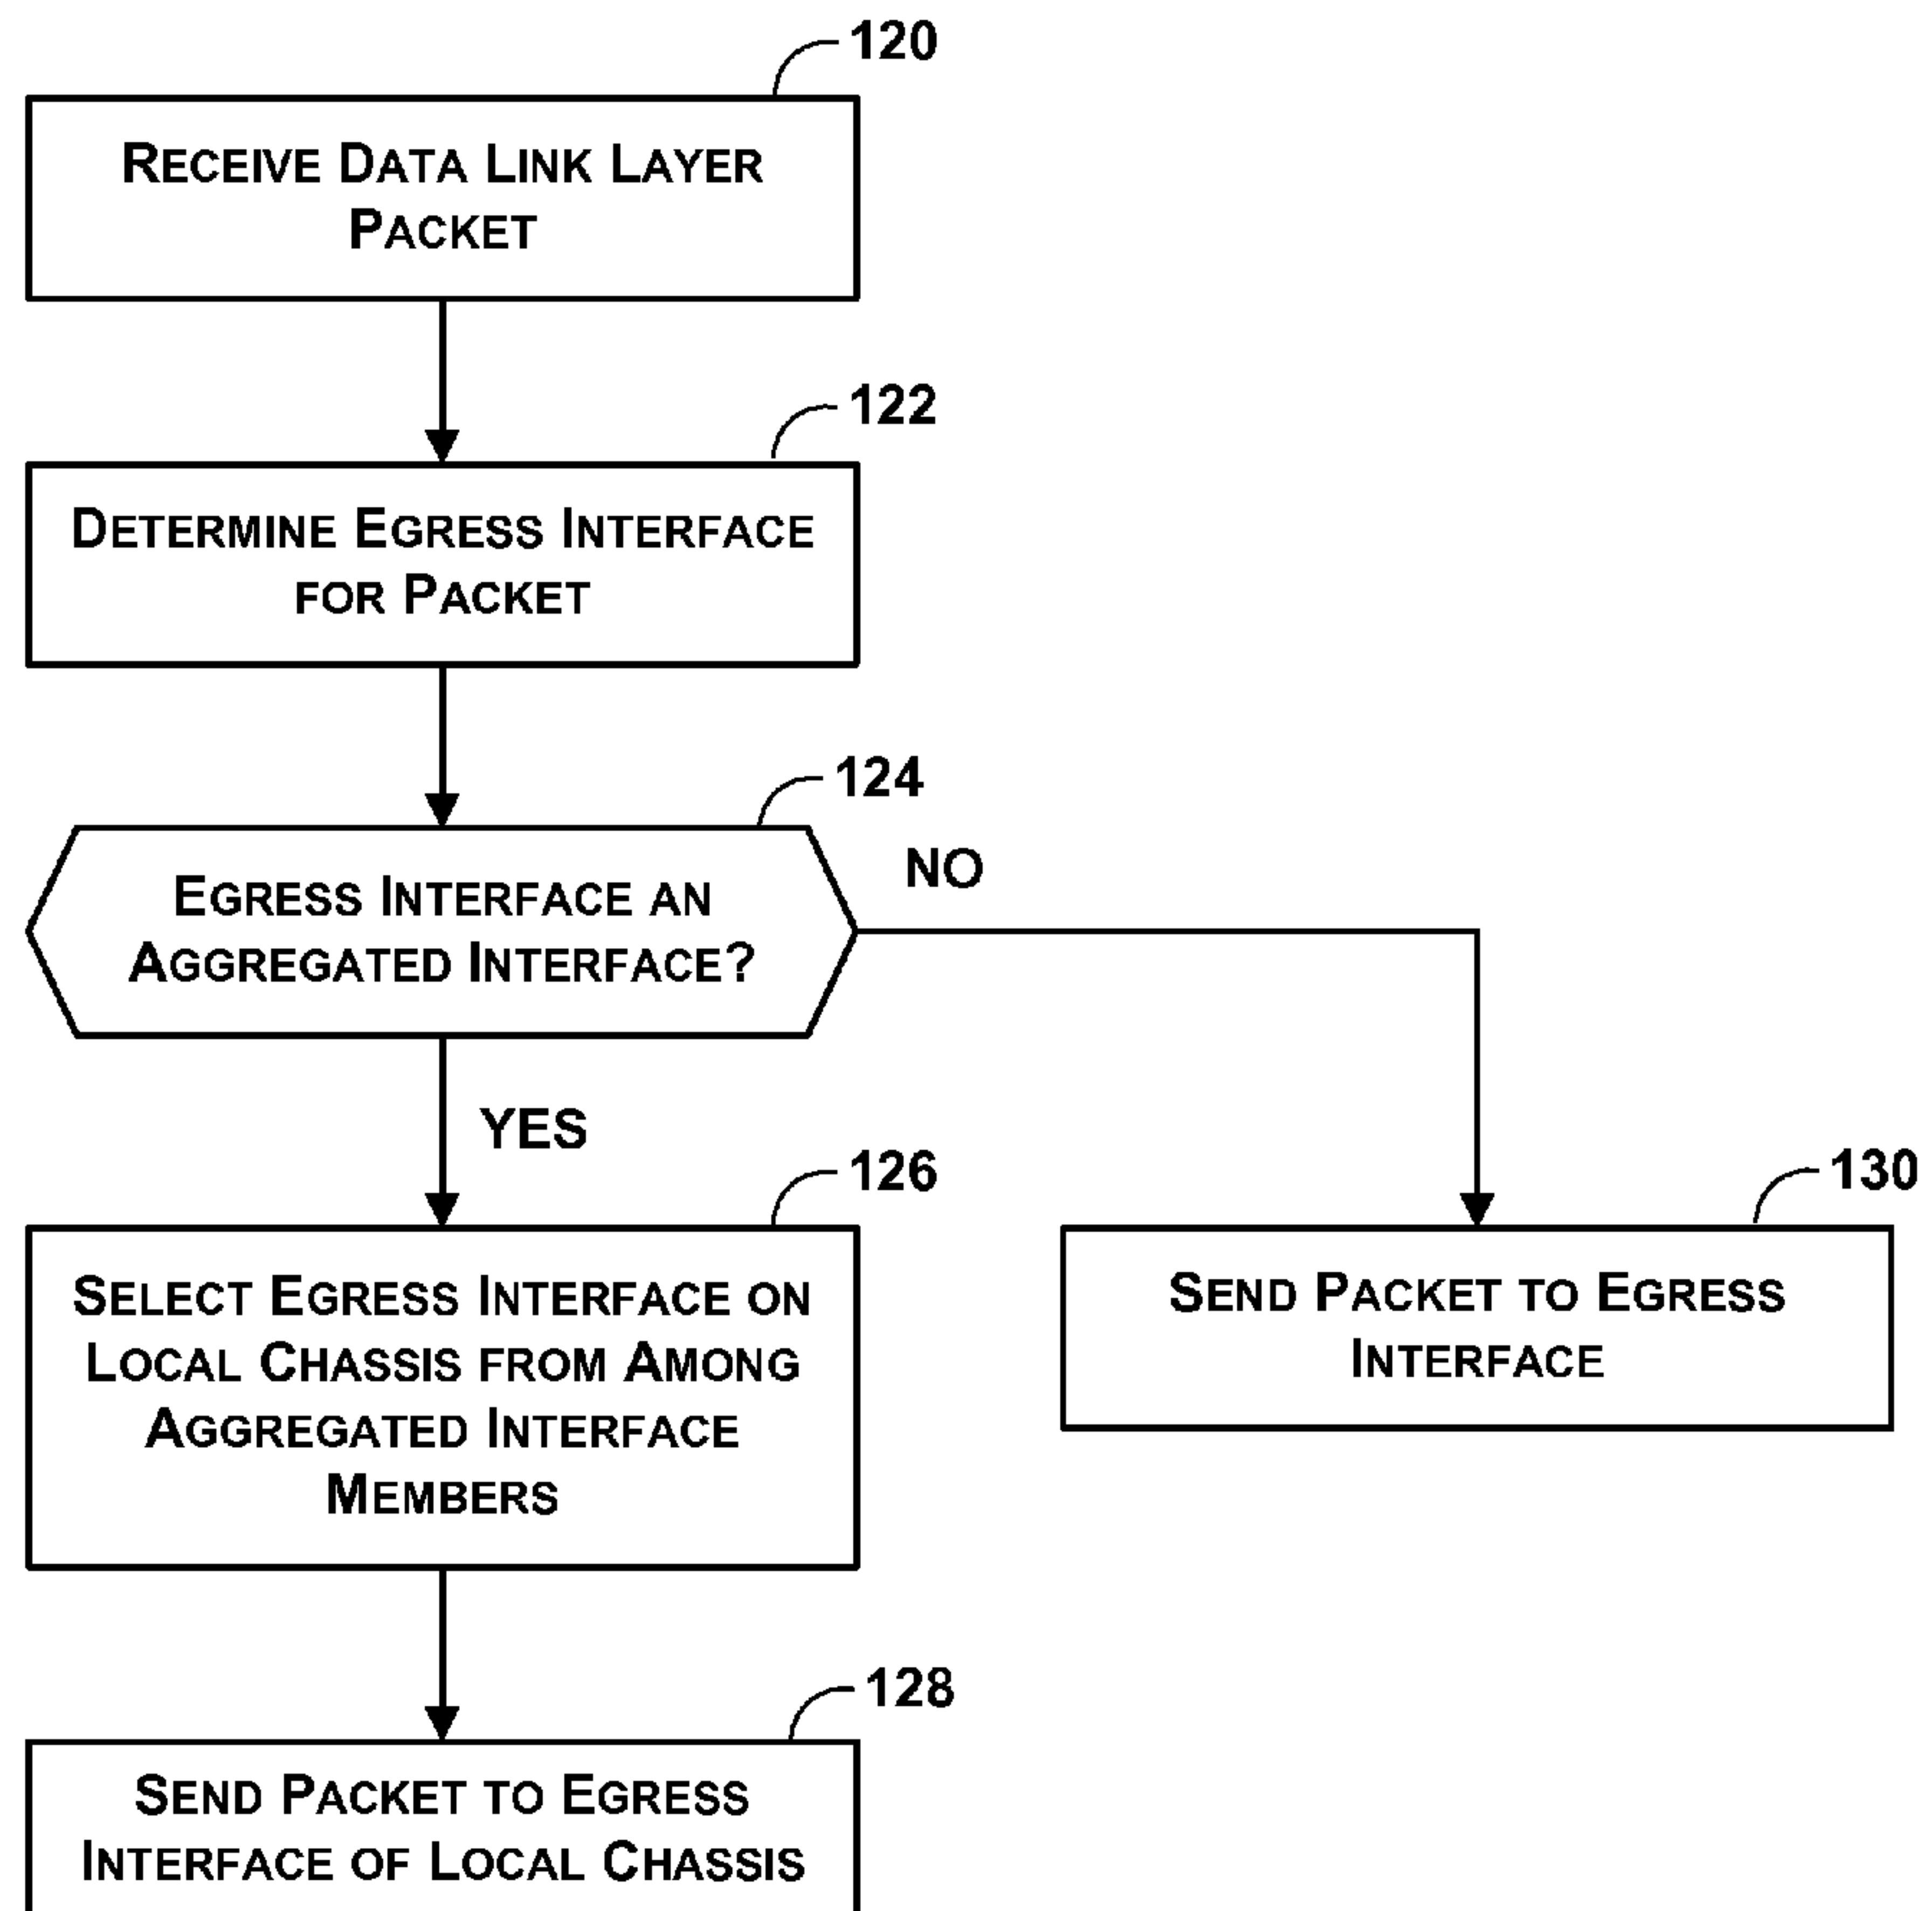 120
RECEIVE DATA LINK LAYER
PACKET
122
DETERMINE EGRESS INTERFACE
FOR PACKET
124
EGRESS INTERFACE AN
AGGREGATED INTERFACE?
NO
YES
126
SELECT EGRESS INTERFACE ON
LOCAL CHASSIS FROM AMONG
AGGREGATED INTERFACE
MEMBERS
130
SEND PACKET TO EGRESS
INTERFACE
128
SEND PACKET TO EGRESS
INTERFACE OF LOCAL CHASSIS